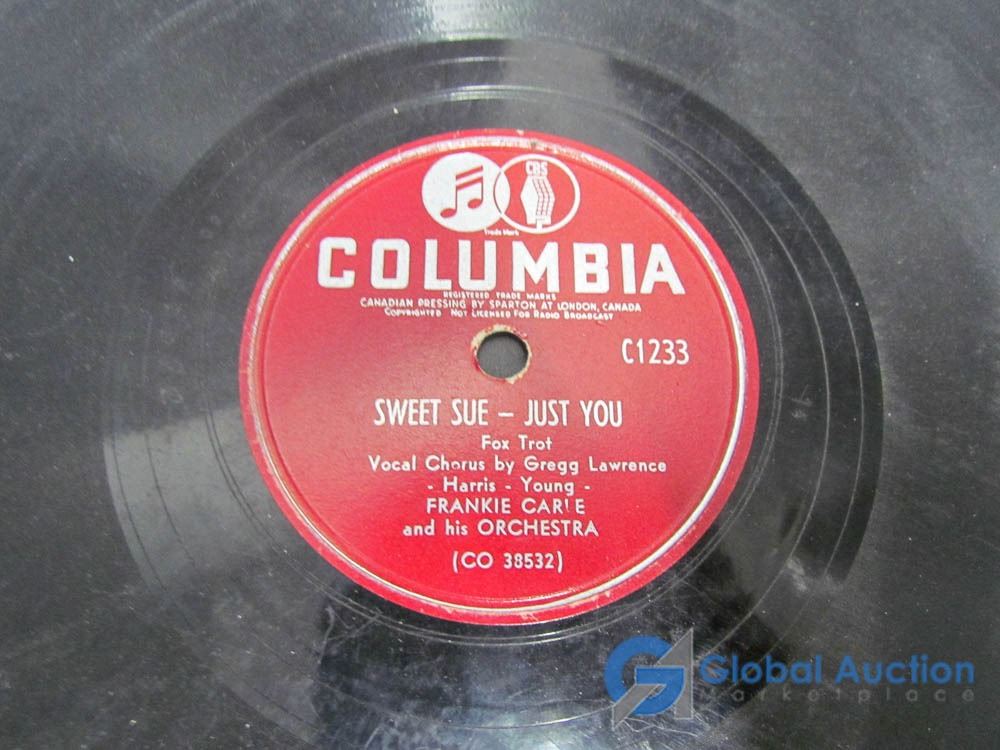 CBS
Trade Mark
COLUMBIA
REGISTERED TRADE MARKS
CANADIAN PRESSING BY SPARTON AT LONDON, CANADA
COPYRIGHTED NOT LICENSED FOR RADIO BROADCAST
C1233
SWEET SUE – JUST YOU
Fox Trot
Vocal Chorus by Gregg Lawrence
- Harris - Young -
FRANKIE CARLE
and his ORCHESTRA
(CO 38532)
94
Global Auction
Marketplace